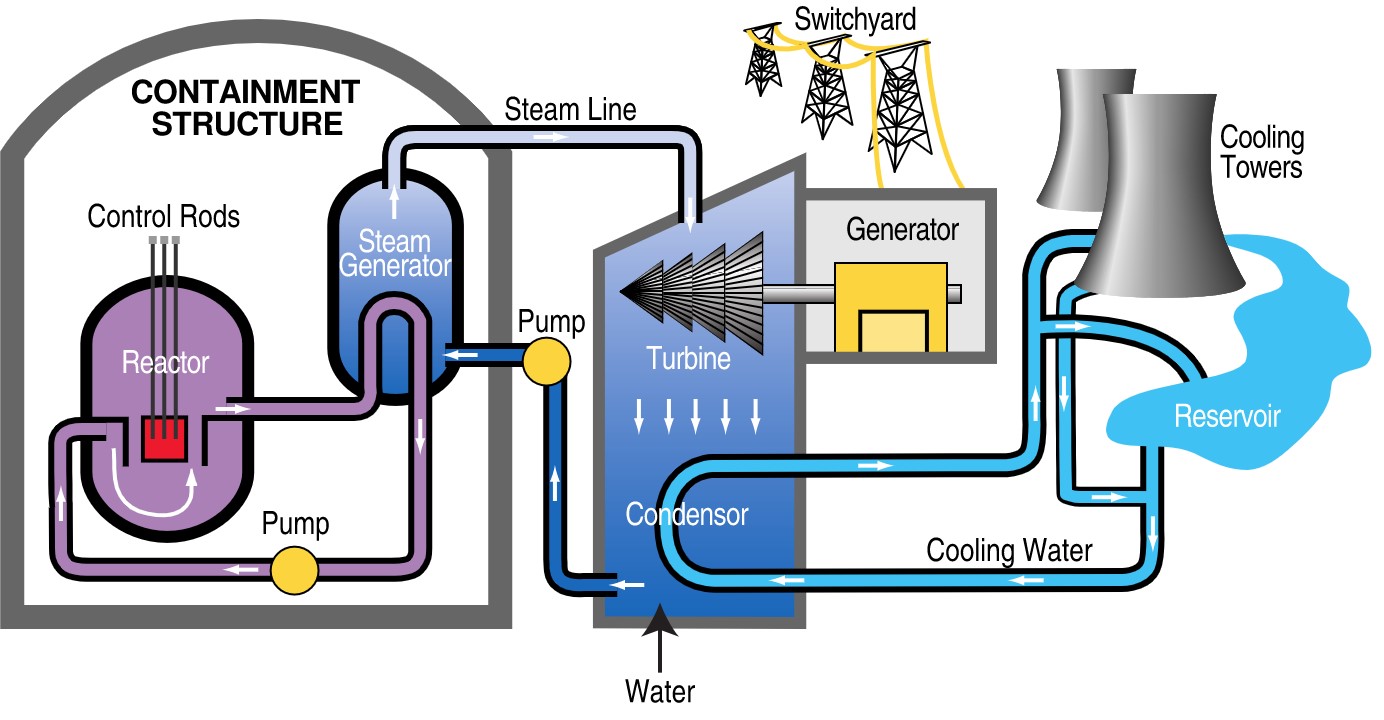 Switchyard
CONTAINMENT
STRUCTURE
Steam Line
Cooling
Towers
Control Rods
Steam
Generator
Generator
Pump
Reactor
Turbine
Reservoir
Condensor
Pump
Cooling Water
Water